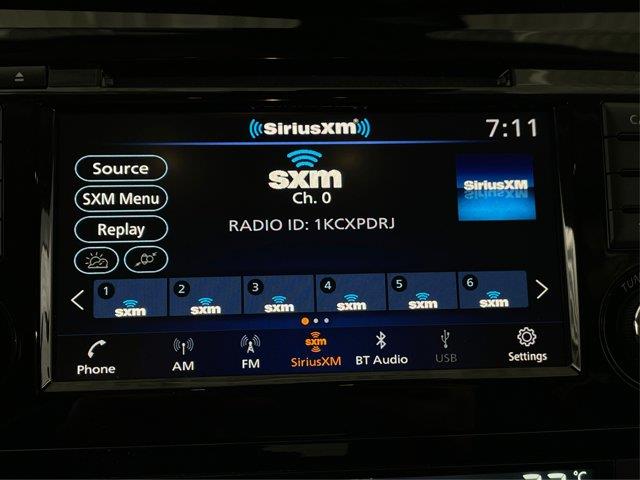 SiriusXM
7:11
Source
SXM Menu
Replay
sxm
Ch. 0
RADIO ID: 1KCXPDRJ
SiriusXM
1 2 3 4 5 6
sxm sxm sxm sxm sxm sxm
sxm
Phone AM FM SiriusXM BT Audio USB Settings
TUN
°C